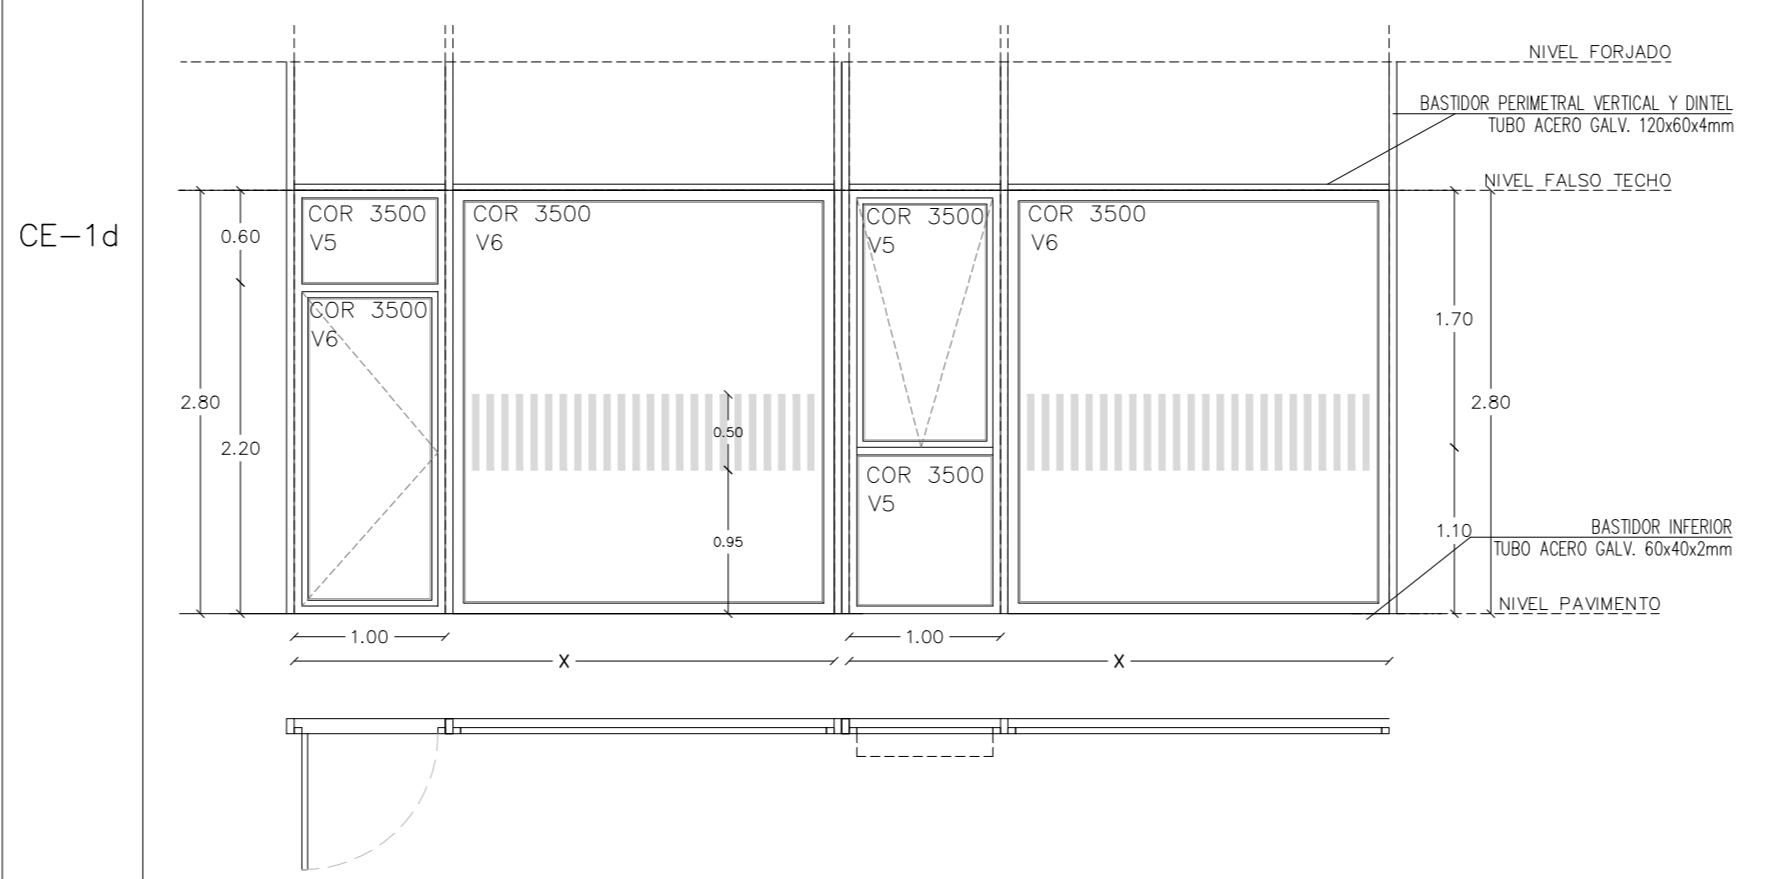 NIVEL FORJADO
BASTIDOR PERIMETRAL VERTICAL Y DINTEL
TUBO ACERO GALV. 120x60x4mm
NIVEL FALSO TECHO
CE-1d
COR 3500
V5
COR 3500
V6
COR 3500
V5
COR 3500
V6
0.60
COR 3500
V6
1.70
2.80
2.20
0.50
2.80
COR 3500
V5
0.95
1.10
BASTIDOR INFERIOR
TUBO ACERO GALV. 60x40x2mm
NIVEL PAVIMENTO
1.00
1.00
X
X